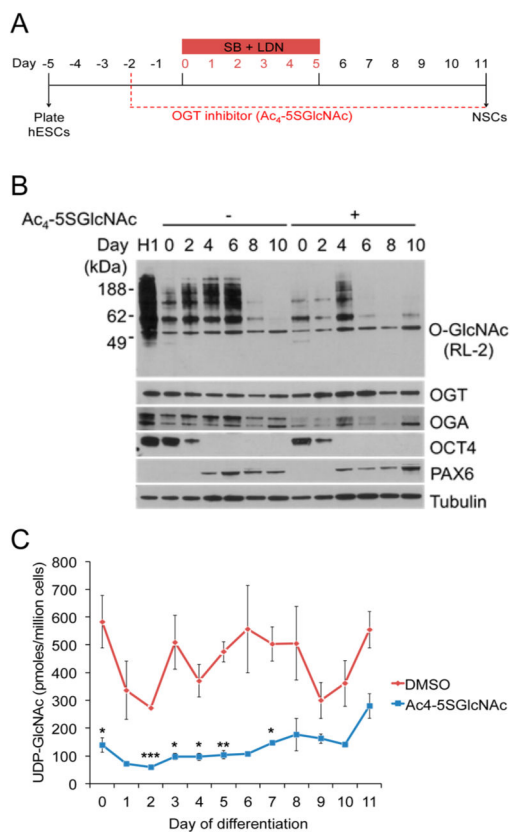 A
SB + LDN
Day -5 -4 -3 -2 -1 0 1 2 3 4 5 6 7 8 9 10 11
Plate hESCs
OGT inhibitor (Ac4-5SGlcNAc)
NSCs
B
Ac4-5SGlcNAc - +
Day H1 0 2 4 6 8 10 0 2 4 6 8 10
(kDa)
188-
62-
49-
O-GlcNAc
(RL-2)
OGT
OGA
OCT4
PAX6
Tubulin
C
UDP-GlcNAc (pmoles/million cells)
800
700
600
500
400
300
200
100
0
* *** * * ** *
DMSO
Ac4-5SGlcNAc
0 1 2 3 4 5 6 7 8 9 10 11
Day of differentiation